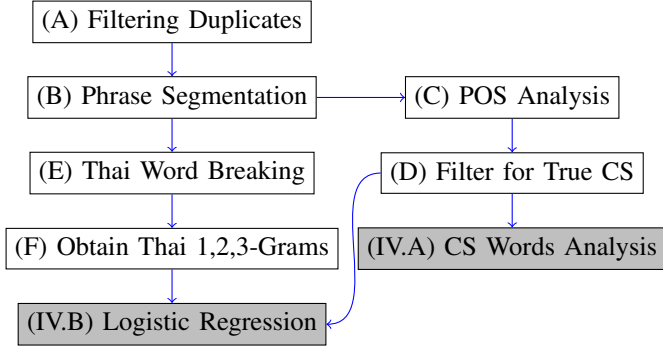 (A) Filtering Duplicates
(B) Phrase Segmentation
(C) POS Analysis
(E) Thai Word Breaking
(D) Filter for True CS
(F) Obtain Thai 1,2,3-Grams
(IV.A) CS Words Analysis
(IV.B) Logistic Regression